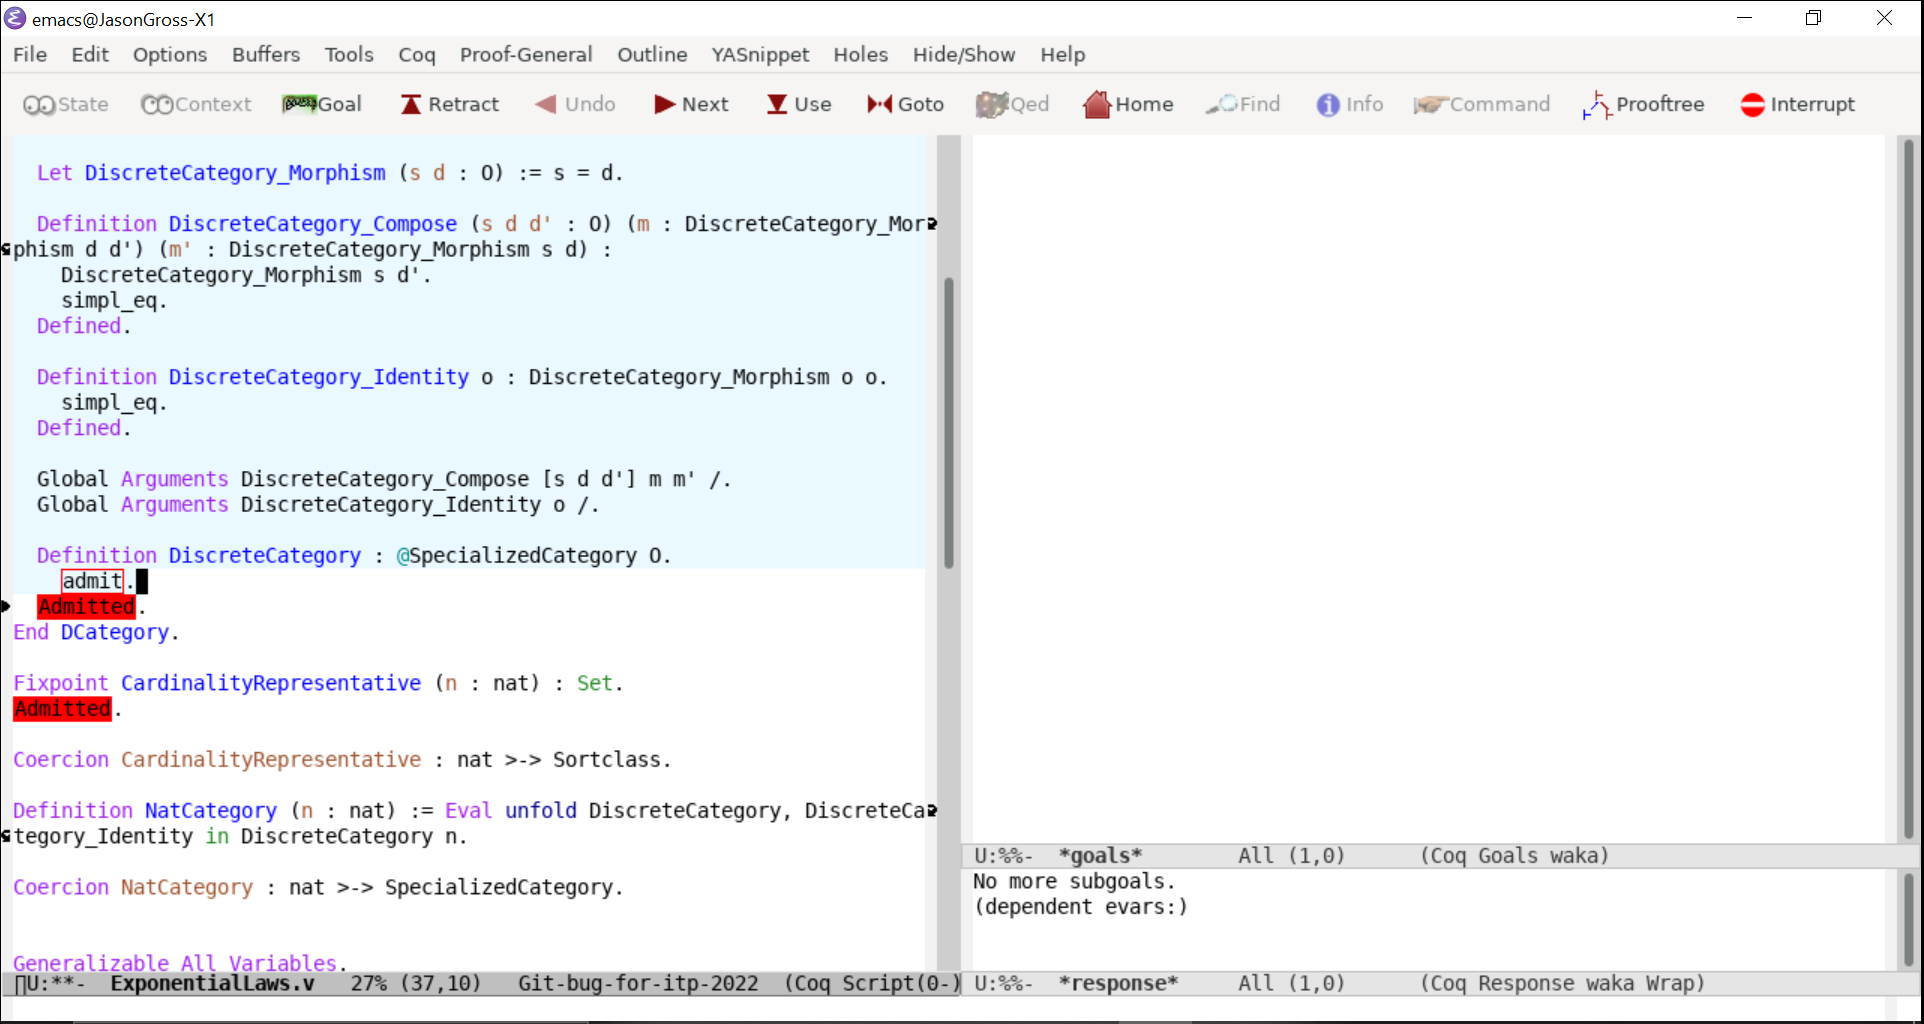 emacs@JasonGross-X1
File Edit Options Buffers Tools Coq Proof-General Outline YASnippet Holes Hide/Show Help
State Context Goal Retract Undo Next Use Goto Qed Home Find Info Command Prooftree Interrupt
Let DiscreteCategory_Morphism (s d : O) := s = d.
Definition DiscreteCategory_Compose (s d d' : O) (m : DiscreteCategory_Mor
phism d d') (m' : DiscreteCategory_Morphism s d) :
DiscreteCategory_Morphism s d'.
simpl_eq.
Defined.
Definition DiscreteCategory_Identity o : DiscreteCategory_Morphism o o.
simpl_eq.
Defined.
Global Arguments DiscreteCategory_Compose [s d d'] m m' /.
Global Arguments DiscreteCategory_Identity o /.
Definition DiscreteCategory : @SpecializedCategory O.
admit.
Admitted.
End DCategory.
Fixpoint CardinalityRepresentative (n : nat) : Set.
Admitted.
Coercion CardinalityRepresentative : nat >-> Sortclass.
Definition NatCategory (n : nat) := Eval unfold DiscreteCategory, DiscreteCa
tegory_Identity in DiscreteCategory n.
Coercion NatCategory : nat >-> SpecializedCategory.
Generalizable All Variables.
U:**- ExponentialLaws.v 27% (37,10) Git-bug-for-itp-2022 (Coq Script(0-)
U:%%- *goals* All (1,0) (Coq Goals waka)
No more subgoals.
(dependent evars:)
U:%%- *response* All (1,0) (Coq Response waka Wrap)